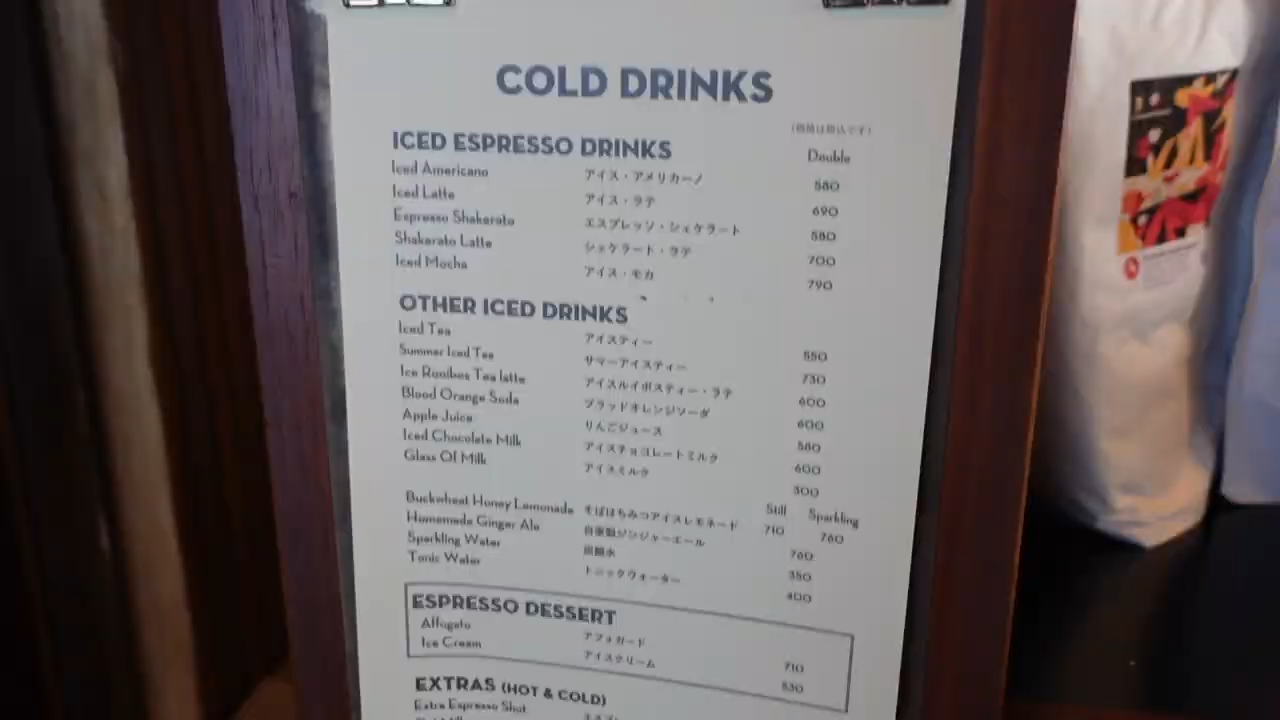 COLD DRINKS
(価格は税込です)
ICED ESPRESSO DRINKS Double
Iced Americano アイス・アメリカーノ 580
Iced Latte アイス・ラテ 690
Espresso Shakerato エスプレッソ・シェケラート 580
Shakerato Latte シェケラート・ラテ 700
Iced Mocha アイス・モカ 790
OTHER ICED DRINKS
Iced Tea アイスティー 550
Summer Iced Tea サマーアイスティー 730
Ice Rooibos Tea latte アイスルイボスティー・ラテ 600
Blood Orange Soda ブラッドオレンジソーダ 600
Apple Juice りんごジュース 580
Iced Chocolate Milk アイスチョコレートミルク 600
Glass Of Milk アイスミルク 500
Still Sparkling
Buckwheat Honey Lemonade そばはちみつアイスレモネード 710 760
Homemade Ginger Ale 自家製ジンジャーエール 760
Sparkling Water 炭酸水 350
Tonic Water トニックウォーター 400
ESPRESSO DESSERT
Affogato アフォガード 710
Ice Cream アイスクリーム 530
EXTRAS (HOT & COLD)
Extra Espresso Shot